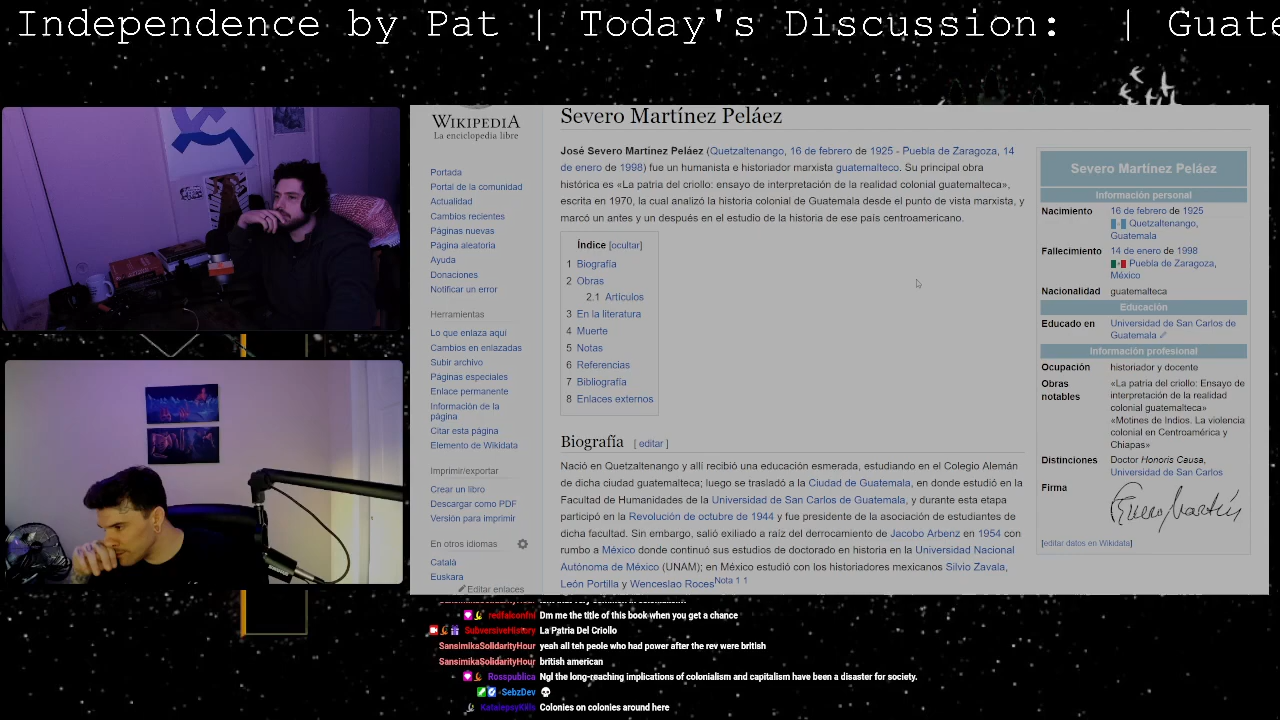 Independence by Pat | Today's Discussion:  | Guate
WIKIPEDIA
La enciclopedia libre
Portada
Portal de la comunidad
Actualidad
Cambios recientes
Páginas nuevas
Página aleatoria
Ayuda
Donaciones
Notificar un error
Herramientas
Lo que enlaza aquí
Cambios en enlazadas
Subir archivo
Páginas especiales
Enlace permanente
Información de la
página
Citar esta página
Elemento de Wikidata
Imprimir/exportar
Crear un libro
Descargar como PDF
Versión para imprimir
En otros idiomas
Català
Euskara
Editar enlaces
Severo Martínez Peláez
José Severo Martínez Peláez (Quetzaltenango, 16 de febrero de 1925 - Puebla de Zaragoza, 14
de enero de 1998) fue un humanista e historiador marxista guatemalteco. Su principal obra
histórica es «La patria del criollo: ensayo de interpretación de la realidad colonial guatemalteca»,
escrita en 1970, la cual analizó la historia colonial de Guatemala desde el punto de vista marxista, y
marcó un antes y un después en el estudio de la historia de ese país centroamericano.
Índice [ocultar]
1 Biografía
2 Obras
2.1 Artículos
3 En la literatura
4 Muerte
5 Notas
6 Referencias
7 Bibliografía
8 Enlaces externos
Biografía [ editar ]
Nació en Quetzaltenango y allí recibió una educación esmerada, estudiando en el Colegio Alemán
de dicha ciudad guatemalteca; luego se trasladó a la Ciudad de Guatemala, en donde estudió en la
Facultad de Humanidades de la Universidad de San Carlos de Guatemala, y durante esta etapa
participó en la Revolución de octubre de 1944 y fue presidente de la asociación de estudiantes de
dicha facultad. Sin embargo, salió exiliado a raíz del derrocamiento de Jacobo Arbenz en 1954 con
rumbo a México donde continuó sus estudios de doctorado en historia en la Universidad Nacional
Autónoma de México (UNAM); en México estudió con los historiadores mexicanos Silvio Zavala,
León Portilla y Wenceslao Roces Nota 1 1
Severo Martínez Peláez
Información personal
Nacimiento 16 de febrero de 1925
Quetzaltenango,
Guatemala
Fallecimiento 14 de enero de 1998
Puebla de Zaragoza,
México
Nacionalidad guatemalteca
Educación
Educado en Universidad de San Carlos de
Guatemala
Información profesional
Ocupación historiador y docente
Obras notables «La patria del criollo: Ensayo de
interpretación de la realidad
colonial guatemalteca»
«Motines de Indios. La violencia
colonial en Centroamérica y
Chiapas»
Distinciones Doctor Honoris Causa,
Universidad de San Carlos
Firma
[editar datos en Wikidata]
redfalconfni Dm me the title of this book when you get a chance
SubversiveHistory La Patria Del Criollo
SansimikaSolidarityHour yeah all teh peole who had power after the rev were british
SansimikaSolidarityHour british american
Rosspublica Ngl the long-reaching implications of colonialism and capitalism have been a disaster for society.
SebzDev
KatalepsyKills Colonies on colonies around here